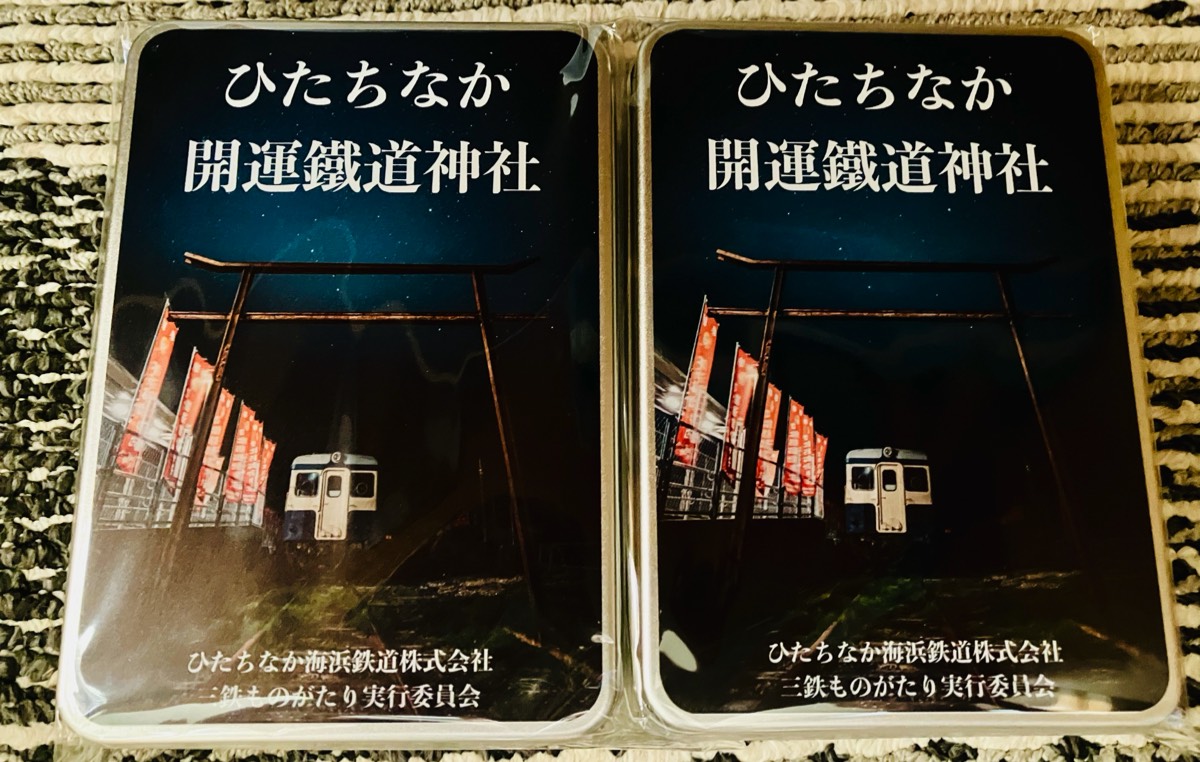 ひたちなか
開運鐵道神社
ひたちなか海浜鉄道株式会社
三鉄ものがたり実行委員会
ひたちなか
開運鐵道神社
ひたちなか海浜鉄道株式会社
三鉄ものがたり実行委員会